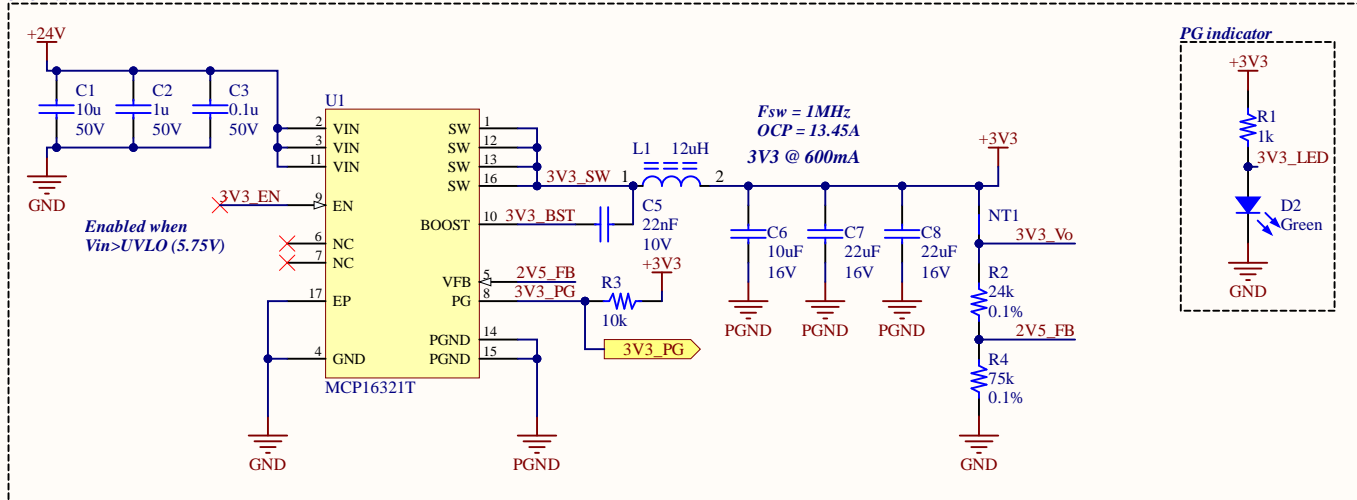 +24V
C1
10u
50V
C2
1u
50V
C3
0.1u
50V
GND
U1
2 VIN
3 VIN
11 VIN
9 EN
6 NC
7 NC
17 EP
4 GND
SW 1
SW 12
SW 13
SW 16
BOOST 10
VFB 5
PG 8
PGND 14
PGND 15
MCP16321T
3V3_EN
Enabled when
Vin>UVLO (5.75V)
GND
PGND
3V3_SW
3V3_BST
2V5_FB
3V3_PG
C5
22nF
10V
L1 12uH
1 2
R3
10k
+3V3
3V3_PG
Fsw = 1MHz
OCP = 13.45A
3V3 @ 600mA
C6
10uF
16V
PGND
C7
22uF
16V
PGND
C8
22uF
16V
PGND
+3V3
NT1
3V3_Vo
R2
24k
0.1%
2V5_FB
R4
75k
0.1%
GND
PG indicator
+3V3
R1
1k
3V3_LED
D2
Green
GND